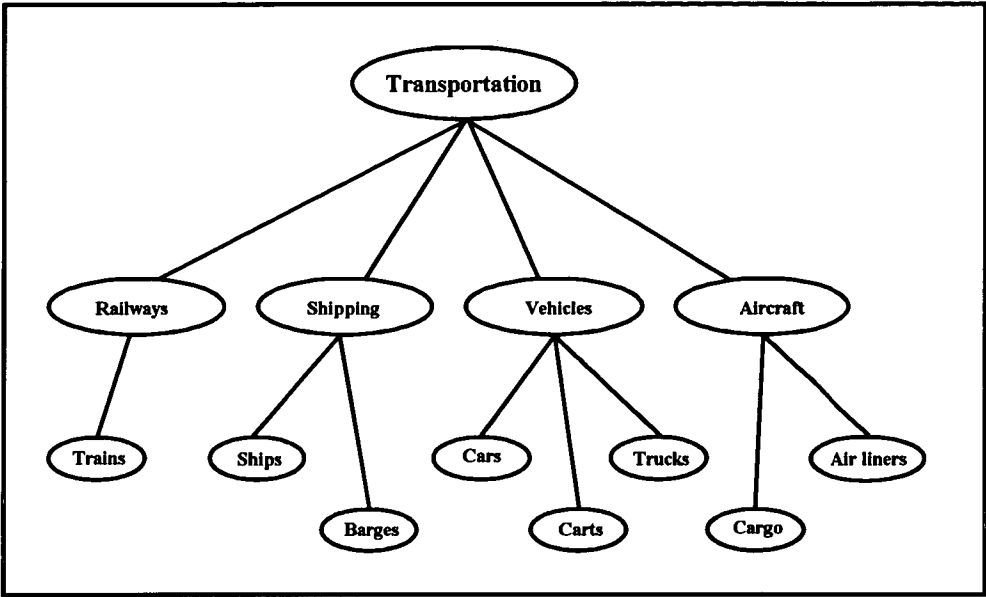 Transportation
Railways
Shipping
Vehicles
Aircraft
Trains
Ships
Cars
Trucks
Air liners
Barges
Carts
Cargo